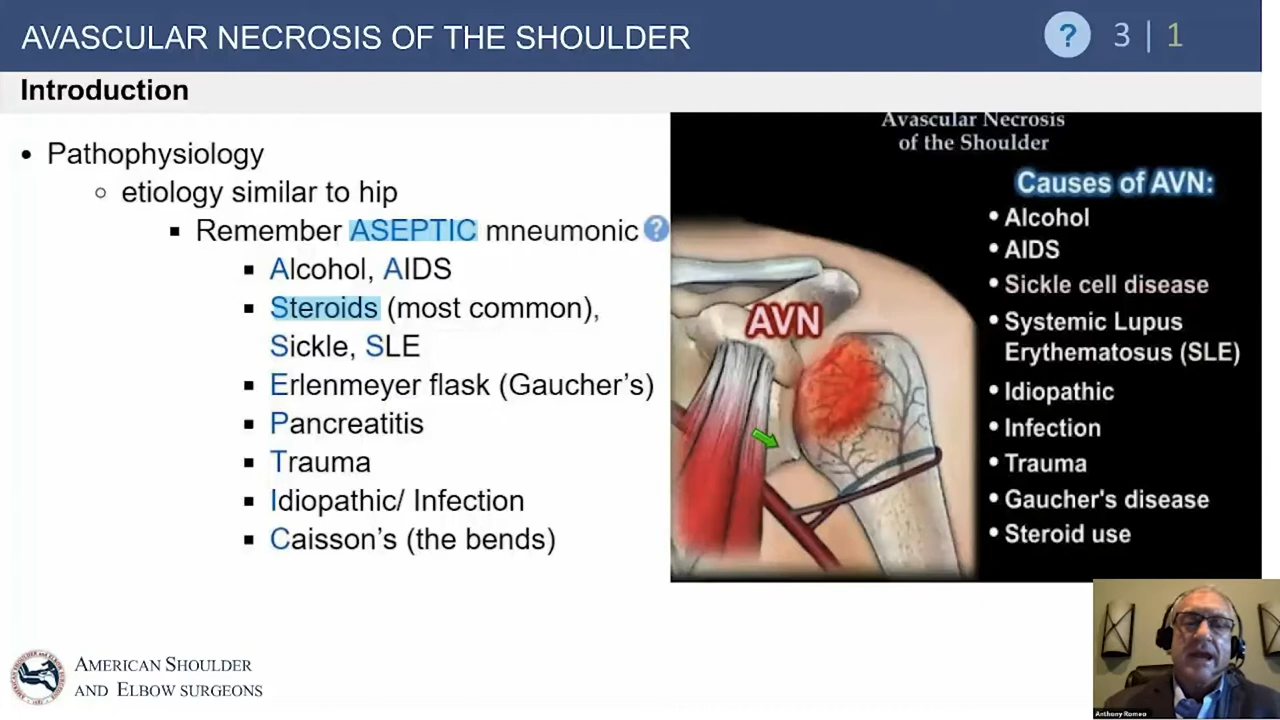 AVASCULAR NECROSIS OF THE SHOULDER
? 3 | 1
Introduction
• Pathophysiology
etiology similar to hip
Remember ASEPTIC mneumonic ?
Alcohol, AIDS
Steroids (most common),
Sickle, SLE
Erlenmeyer flask (Gaucher's)
Pancreatitis
Trauma
Idiopathic/ Infection
Caisson's (the bends)
Avascular Necrosis
of the Shoulder
Causes of AVN:
• Alcohol
• AIDS
• Sickle cell disease
• Systemic Lupus
Erythematosus (SLE)
• Idiopathic
• Infection
• Trauma
• Gaucher's disease
• Steroid use
AVN
AMERICAN SHOULDER
AND ELBOW SURGEONS
Anthony Romeo